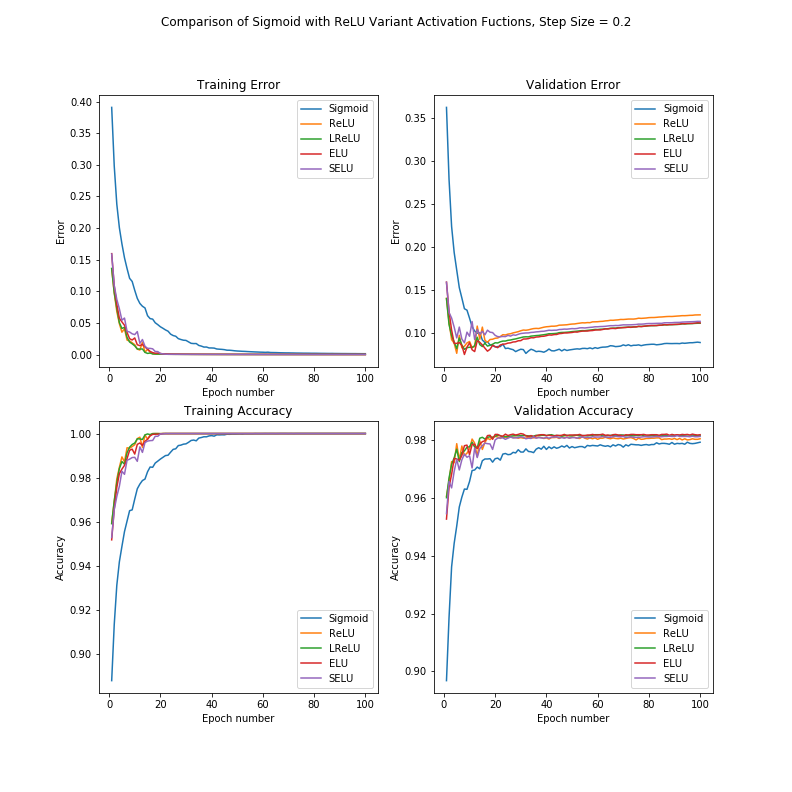 Comparison of Sigmoid with ReLU Variant Activation Fuctions, Step Size = 0.2
Training Error
0.40
0.35
0.30
0.25
0.20
0.15
0.10
0.05
0.00
Error
Sigmoid
ReLU
LReLU
ELU
SELU
0 20 40 60 80 100
Epoch number
Validation Error
0.35
0.30
0.25
0.20
0.15
0.10
Error
Sigmoid
ReLU
LReLU
ELU
SELU
0 20 40 60 80 100
Epoch number
Training Accuracy
1.00
0.98
0.96
0.94
0.92
0.90
Accuracy
Sigmoid
ReLU
LReLU
ELU
SELU
0 20 40 60 80 100
Epoch number
Validation Accuracy
0.98
0.96
0.94
0.92
0.90
Accuracy
Sigmoid
ReLU
LReLU
ELU
SELU
0 20 40 60 80 100
Epoch number